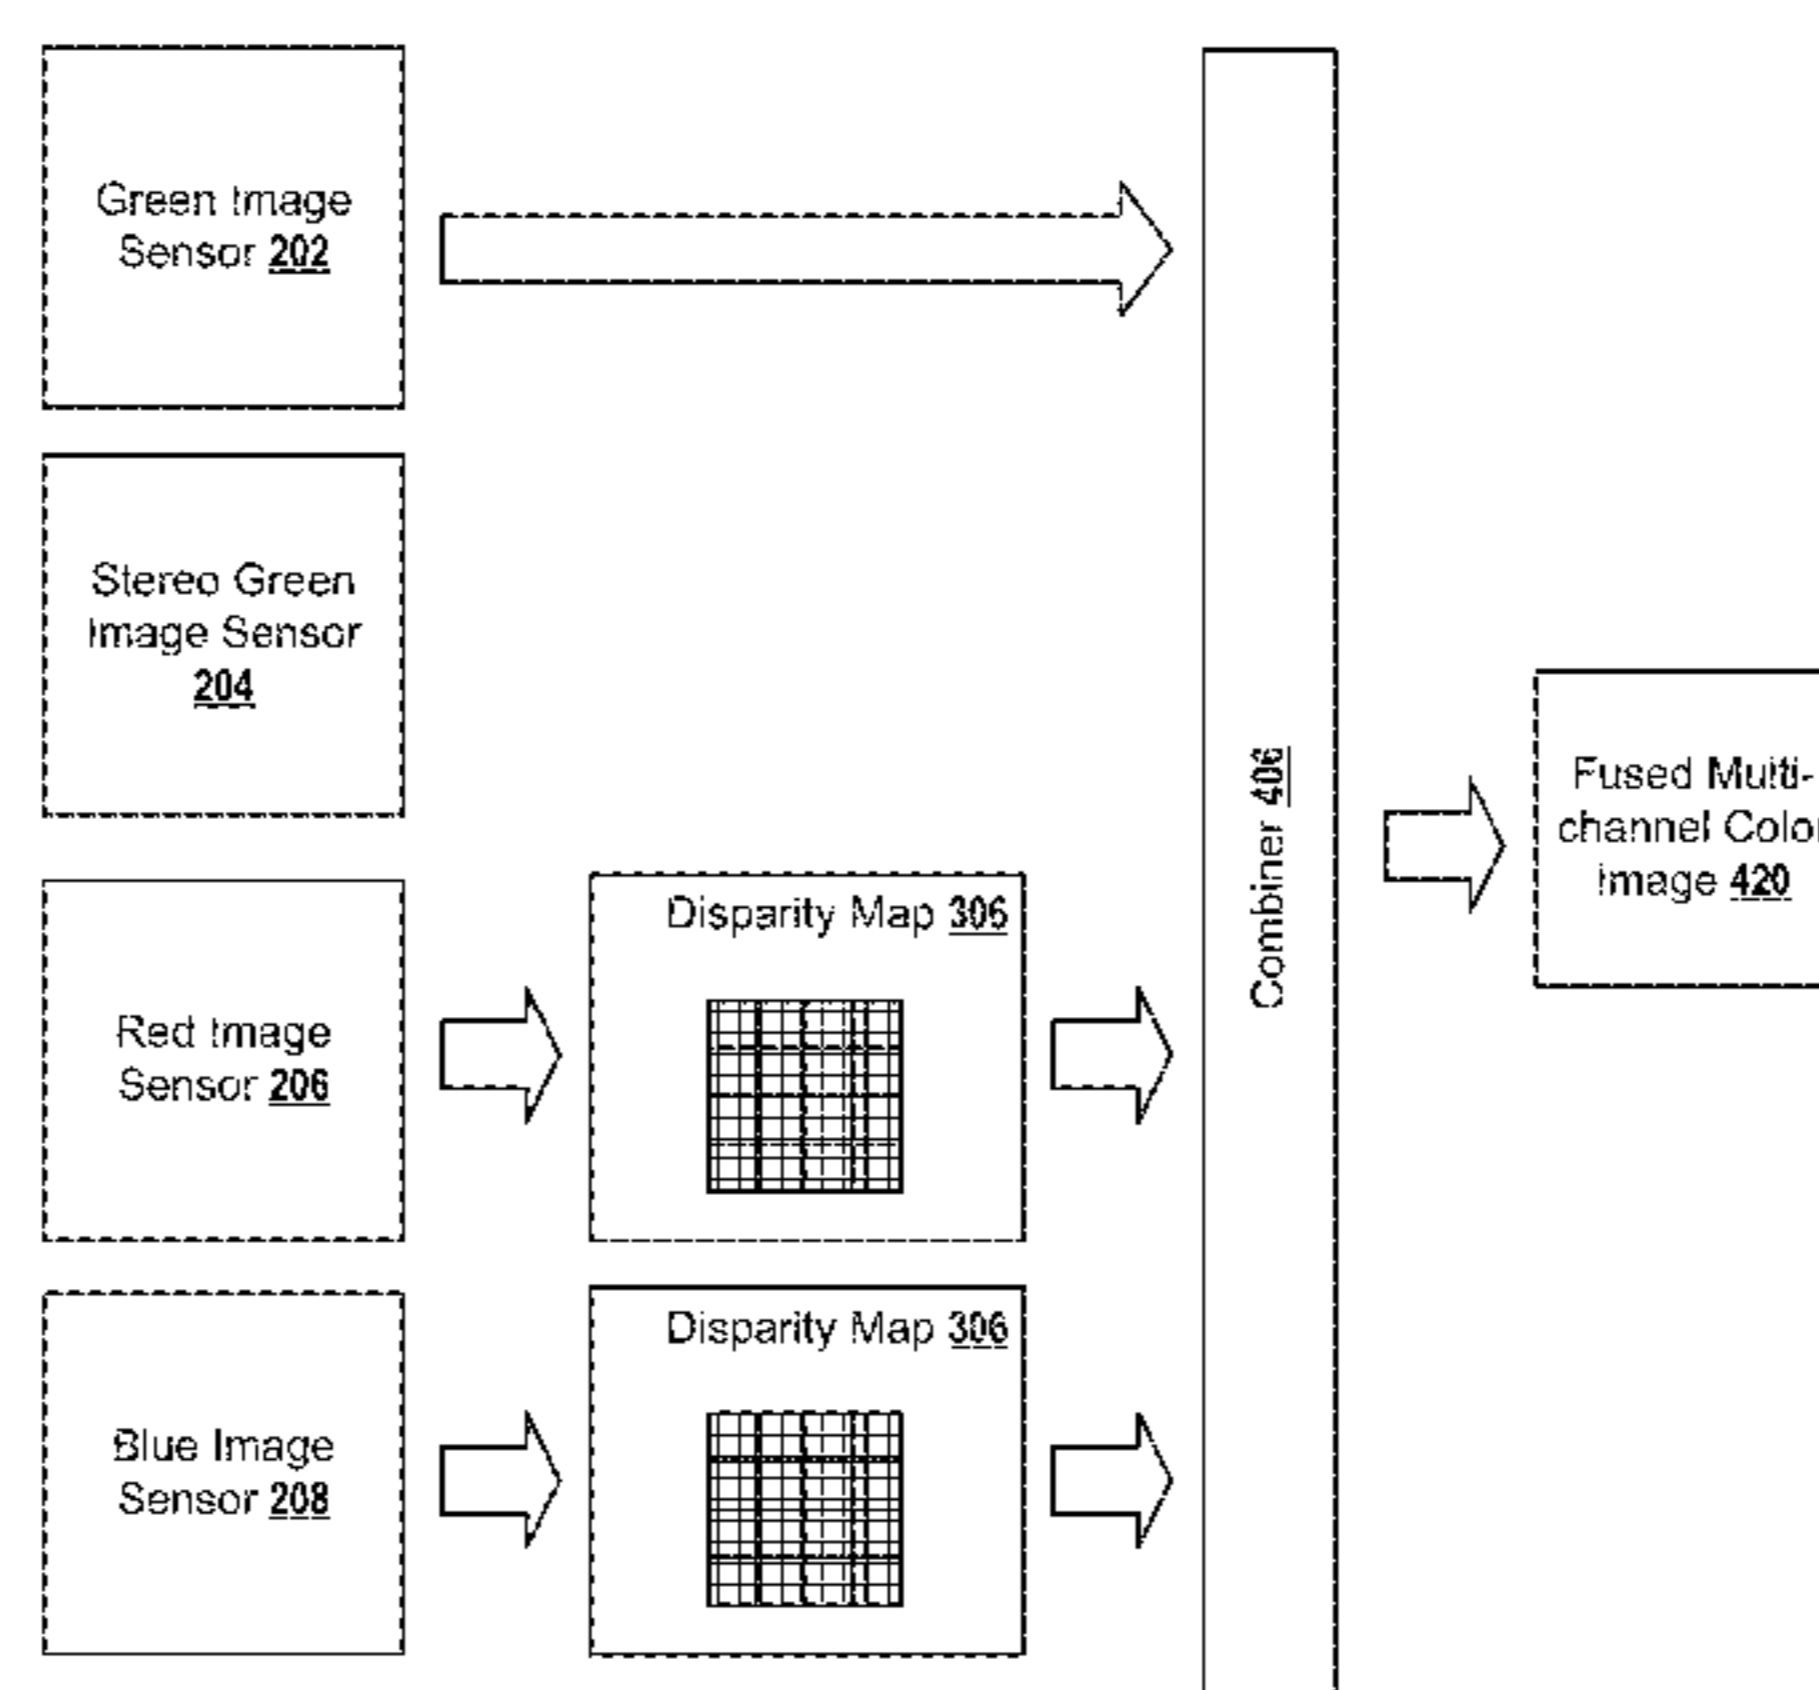 Green Image
Sensor 202
Stereo Green
Image Sensor
204
Red Image
Sensor 206
Blue Image
Sensor 208
Disparity Map 306
Disparity Map 306
Combiner 406
Fused Multi-
channel Color
Image 420